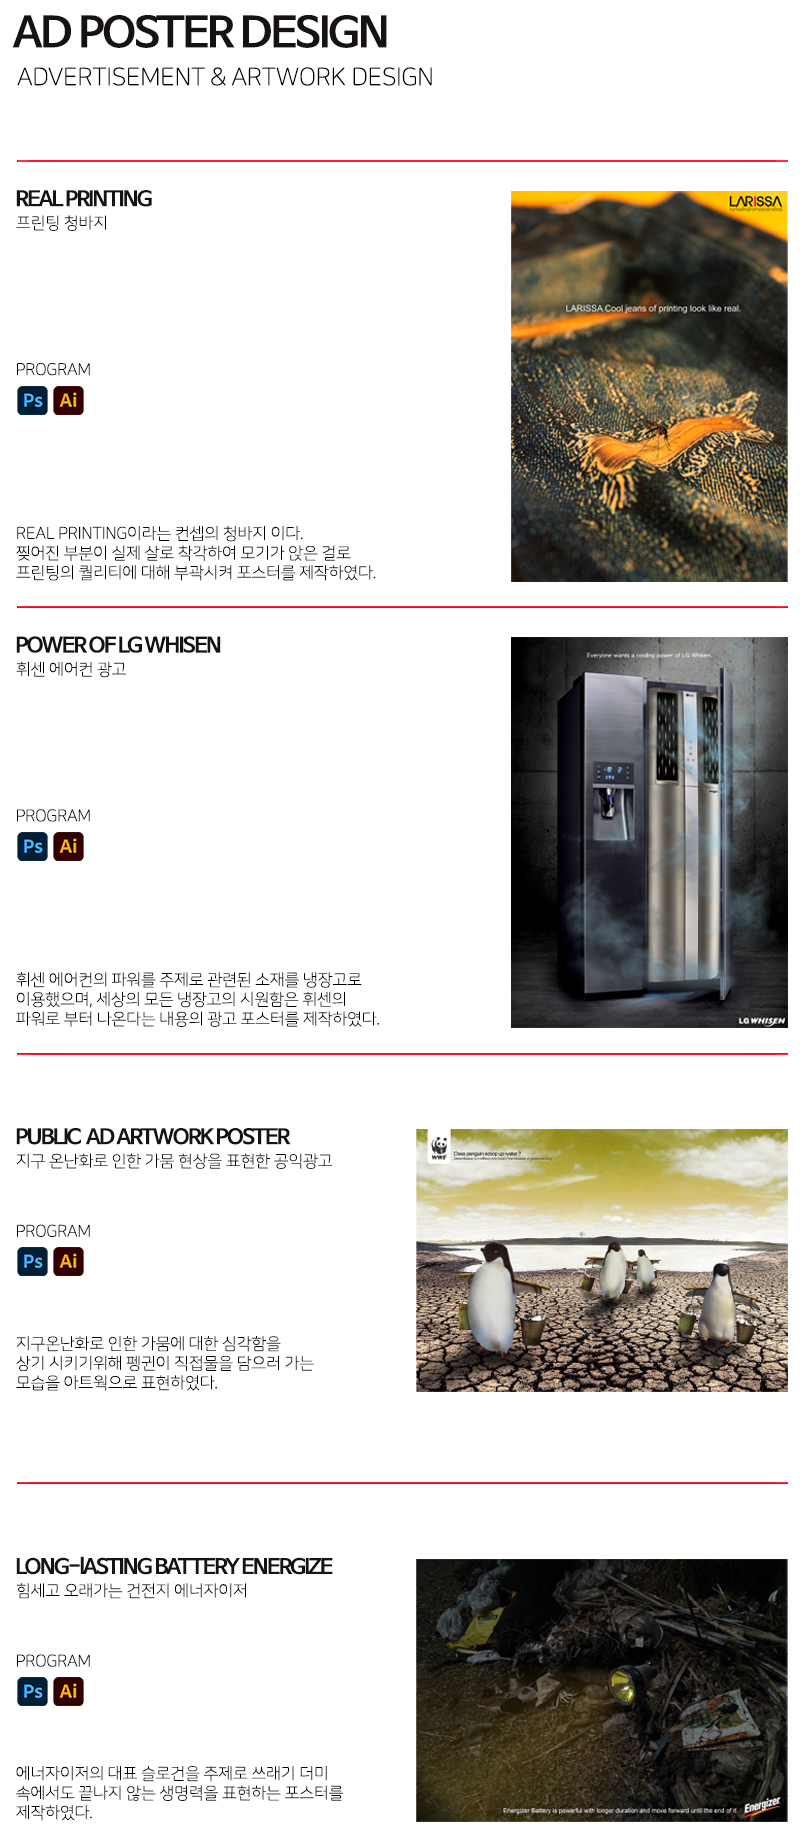 AD POSTER DESIGN
ADVERTISEMENT & ARTWORK DESIGN
REAL PRINTING
프린팅 청바지
PROGRAM
Ps Ai
REAL PRINTING이라는 컨셉의 청바지 이다.
찢어진 부분이 실제 살로 착각하여 모기가 앉은 걸로
프린팅의 퀄리티에 대해 부곽시켜 포스터를 제작하였다.
LARISSA
LARISSA Cool jeans of printing look like real.
POWER OF LG WHISEN
휘센 에어컨 광고
PROGRAM
Ps Ai
휘센 에어컨의 파워를 주제로 관련된 소재를 냉장고로
이용했으며, 세상의 모든 냉장고의 시원함은 휘센의
파워로 부터 나온다는 내용의 광고 포스터를 제작하였다.
Everyone wants a cooling power of LG Whisen.
LG WHISEN
PUBLIC AD ARTWORK POSTER
지구 온난화로 인한 가뭄 현상을 표현한 공익광고
PROGRAM
Ps Ai
지구온난화로 인한 가뭄에 대한 심각함을
상기 시키기위해 펭귄이 직접물을 담으러 가는
모습을 아트웍으로 표현하였다.
WWF
Does penguin scoop up water ?
LONG-lASTING BATTERY ENERGIZE
힘세고 오래가는 건전지 에너자이저
PROGRAM
Ps Ai
에너자이저의 대표 슬로건을 주제로 쓰래기 더미
속에서도 끝나지 않는 생명력을 표현하는 포스터를
제작하였다.
Energizer Battery is powerful with longer duration and move forward until the end of it.
Energizer